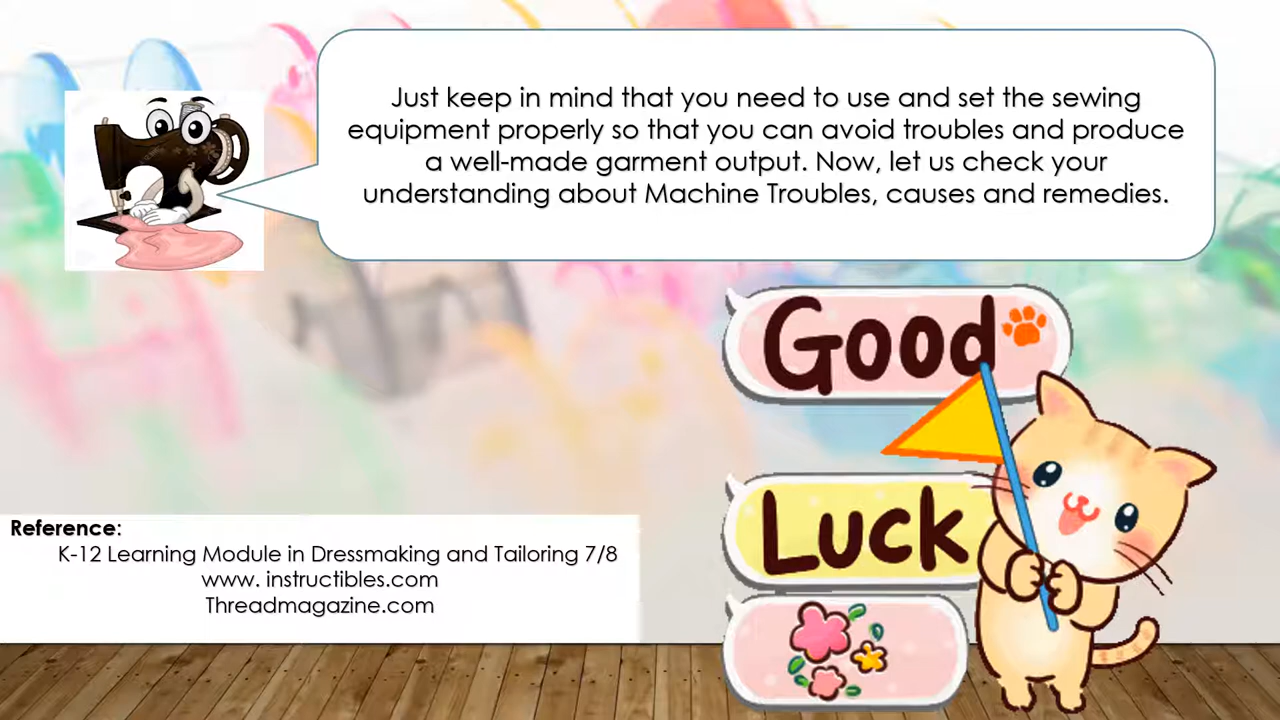 Just keep in mind that you need to use and set the sewing
equipment properly so that you can avoid troubles and produce
a well-made garment output. Now, let us check your
understanding about Machine Troubles, causes and remedies.
Good
Luck
Reference:
K-12 Learning Module in Dressmaking and Tailoring 7/8
www. instructibles.com
Threadmagazine.com